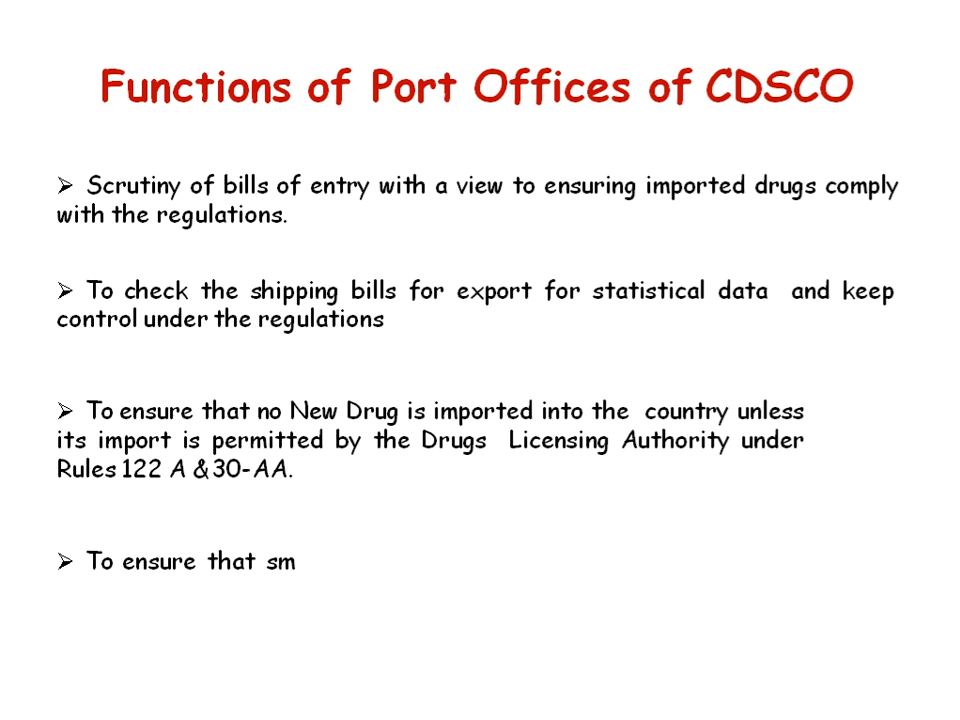 Functions of Port Offices of CDSCO
➢ Scrutiny of bills of entry with a view to ensuring imported drugs comply
with the regulations.
➢ To check the shipping bills for export for statistical data and keep
control under the regulations
➢ To ensure that no New Drug is imported into the country unless
its import is permitted by the Drugs Licensing Authority under
Rules 122 A &30-AA.
➢ To ensure that sm